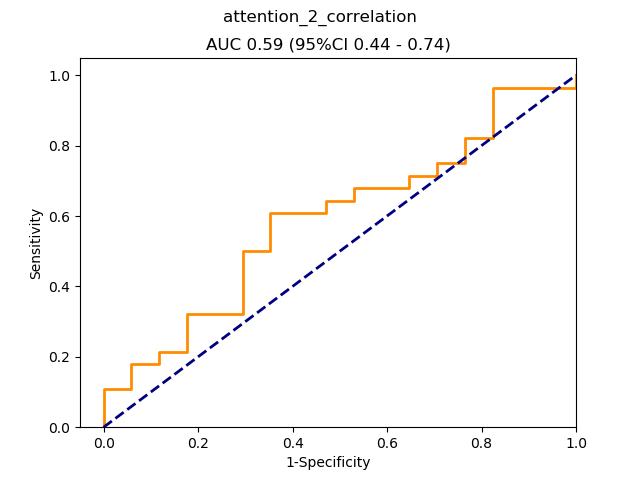 attention_2_correlation
AUC 0.59 (95%CI 0.44 - 0.74)
1.0
0.8
0.6
0.4
0.2
0.0
Sensitivity
0.0 0.2 0.4 0.6 0.8 1.0
1-Specificity